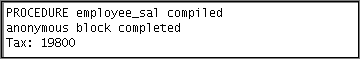 PROCEDURE employee_sal compiled
anonymous block completed
Tax: 19800